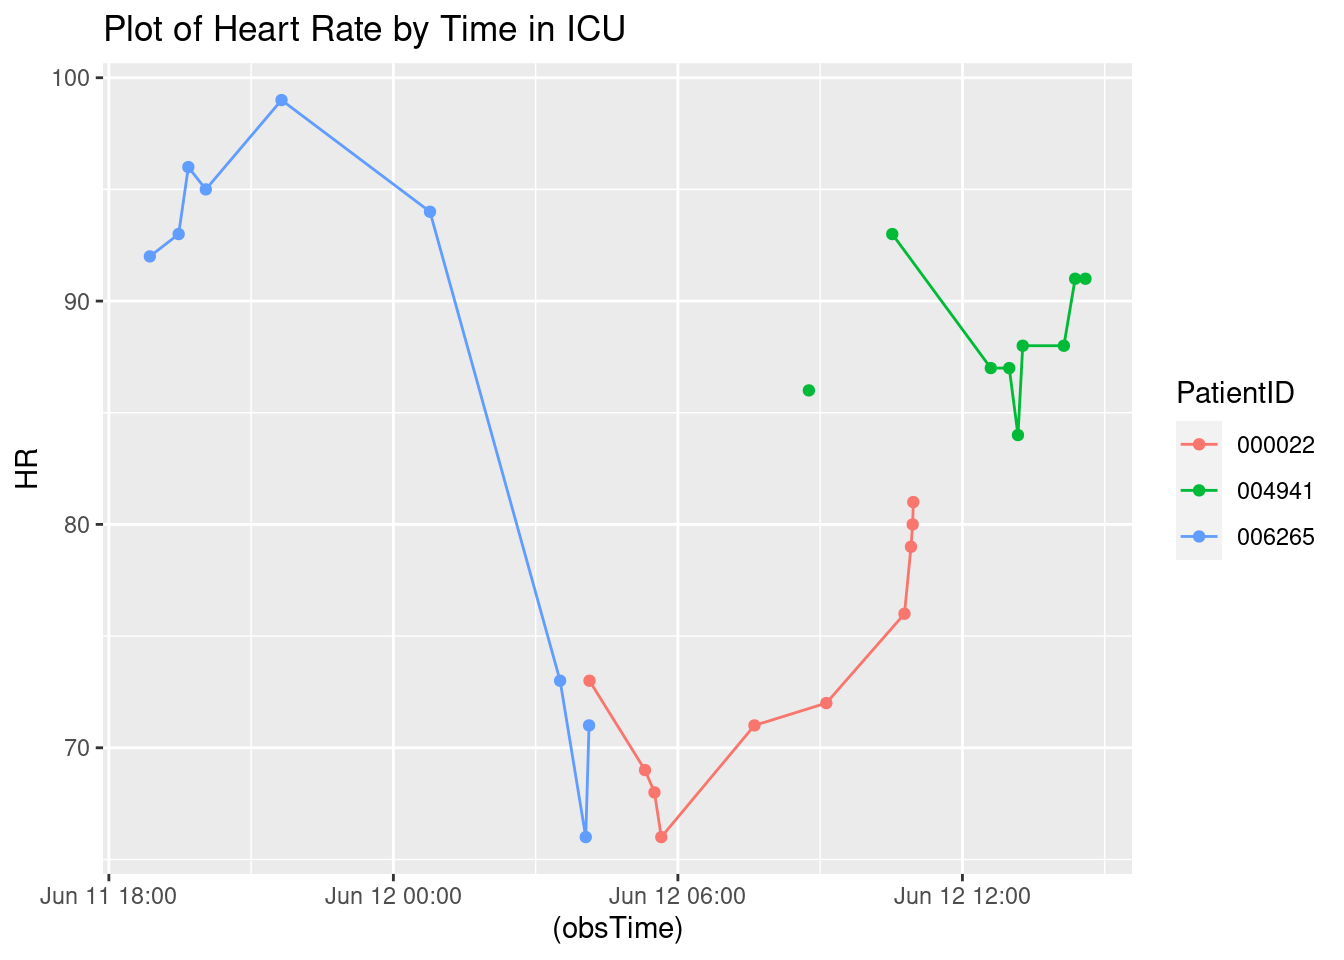 Plot of Heart Rate by Time in ICU
100
90
80
70
HR
Jun 11 18:00
Jun 12 00:00
Jun 12 06:00
Jun 12 12:00
(obsTime)
PatientID
000022
004941
006265